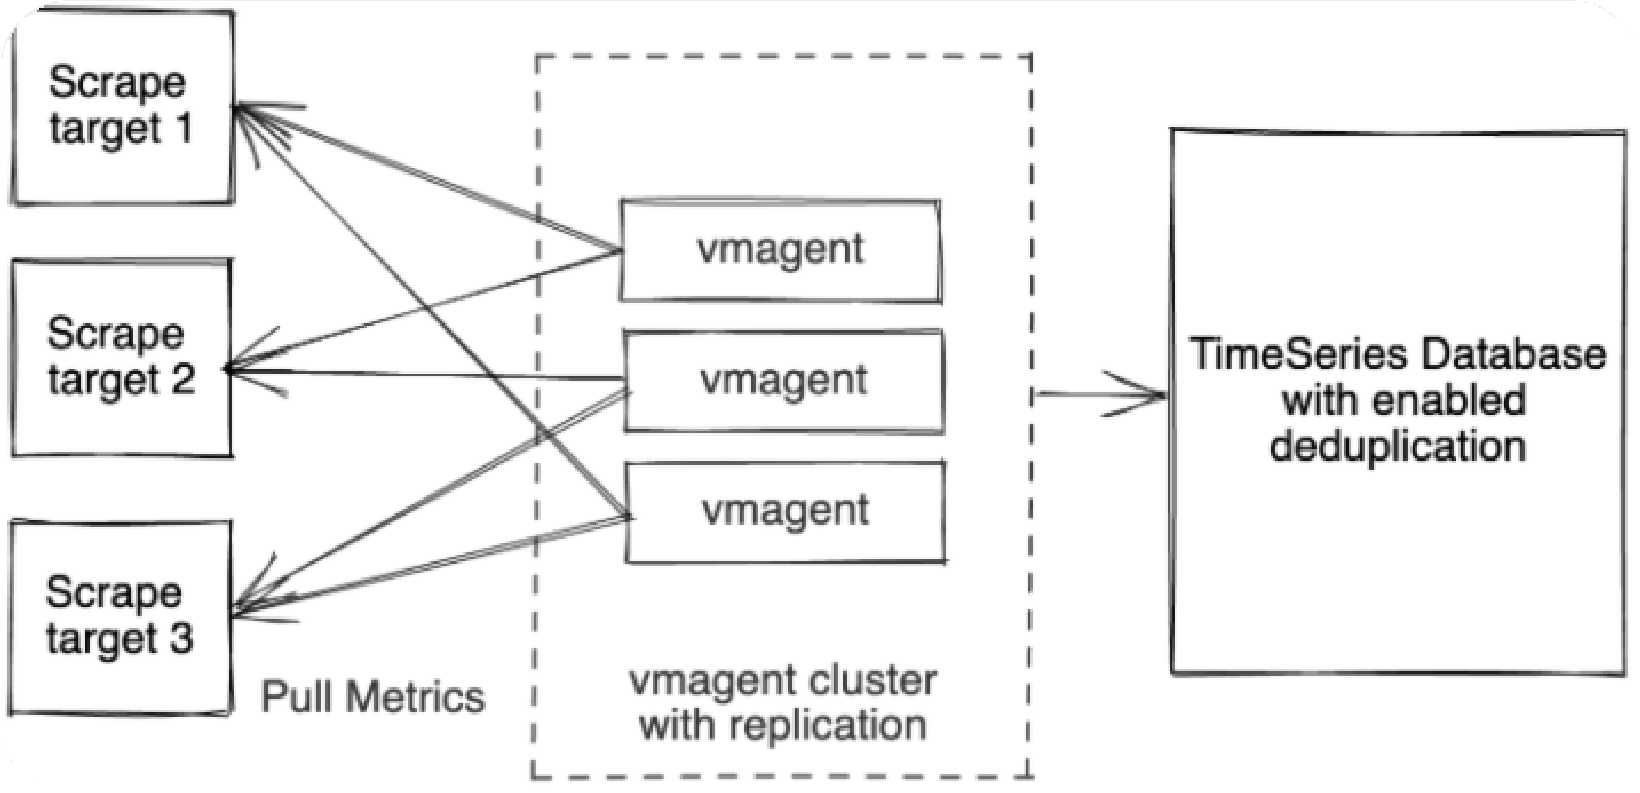 Scrape
target 1
Scrape
target 2
Scrape
target 3
Pull Metrics
vmagent
vmagent
vmagent
vmagent cluster
with replication
TimeSeries Database
with enabled
deduplication